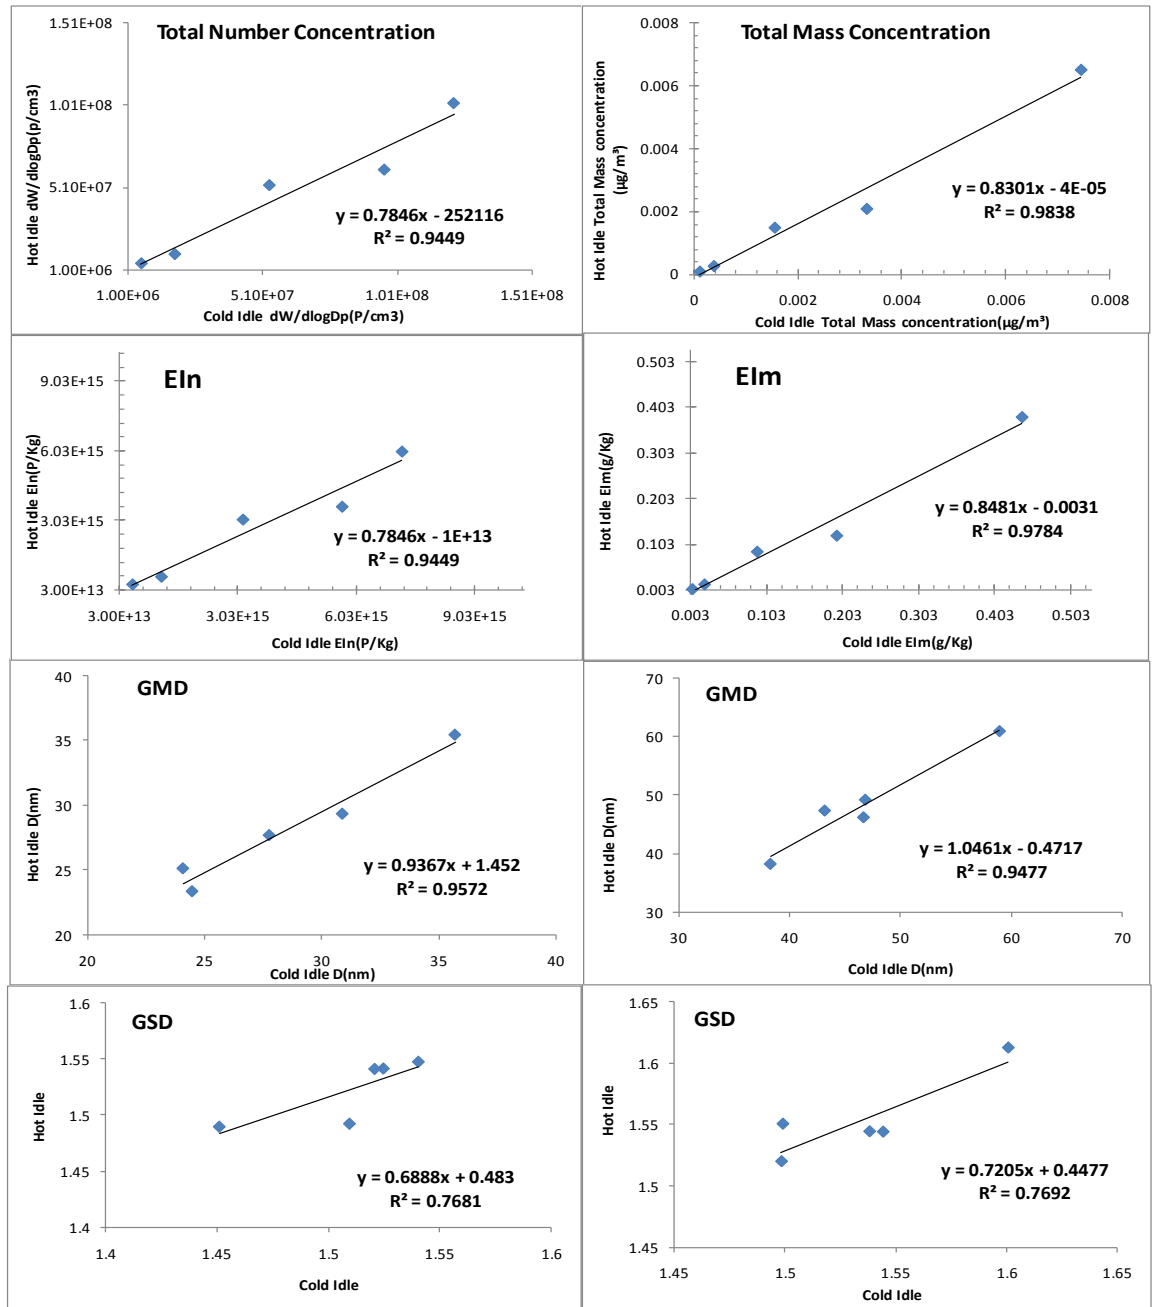 Total Number Concentration
1.51E+08
1.01E+08
5.10E+07
1.00E+06
Hot Idle dW/dlogDp(p/cm3)
y = 0.7846x - 252116
R² = 0.9449
1.00E+06 5.10E+07 1.01E+08 1.51E+08
Cold Idle dW/dlogDp(P/cm3)
Total Mass Concentration
0.008
0.006
0.004
0.002
0
Hot Idle Total Mass concentration
(µg/m³)
y = 0.8301x - 4E-05
R² = 0.9838
0 0.002 0.004 0.006 0.008
Cold Idle Total Mass concentration(µg/m³)
EIn
9.03E+15
6.03E+15
3.03E+15
3.00E+13
Hot Idle EIn(P/Kg)
y = 0.7846x - 1E+13
R² = 0.9449
3.00E+13 3.03E+15 6.03E+15 9.03E+15
Cold Idle EIn(P/Kg)
EIm
0.503
0.403
0.303
0.203
0.103
0.003
Hot Idle EIm(g/Kg)
y = 0.8481x - 0.0031
R² = 0.9784
0.003 0.103 0.203 0.303 0.403 0.503
Cold Idle EIm(g/Kg)
GMD
40
35
30
25
20
Hot Idle D(nm)
y = 0.9367x + 1.452
R² = 0.9572
20 25 30 35 40
Cold Idle D(nm)
GMD
70
60
50
40
30
Hot Idle D(nm)
y = 1.0461x - 0.4717
R² = 0.9477
30 40 50 60 70
Cold Idle D(nm)
GSD
1.6
1.55
1.5
1.45
1.4
Hot Idle
y = 0.6888x + 0.483
R² = 0.7681
1.4 1.45 1.5 1.55 1.6
Cold Idle
GSD
1.65
1.6
1.55
1.5
1.45
Hot Idle
y = 0.7205x + 0.4477
R² = 0.7692
1.45 1.5 1.55 1.6 1.65
Cold Idle